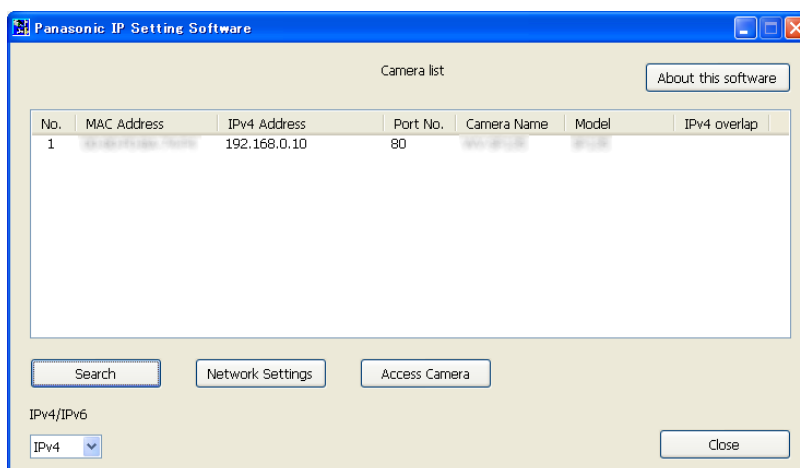 Panasonic IP Setting Software
Camera list
About this software
No. MAC Address IPv4 Address Port No. Camera Name Model IPv4 overlap
1 192.168.0.10 80
Search Network Settings Access Camera
IPv4/IPv6
IPv4
Close